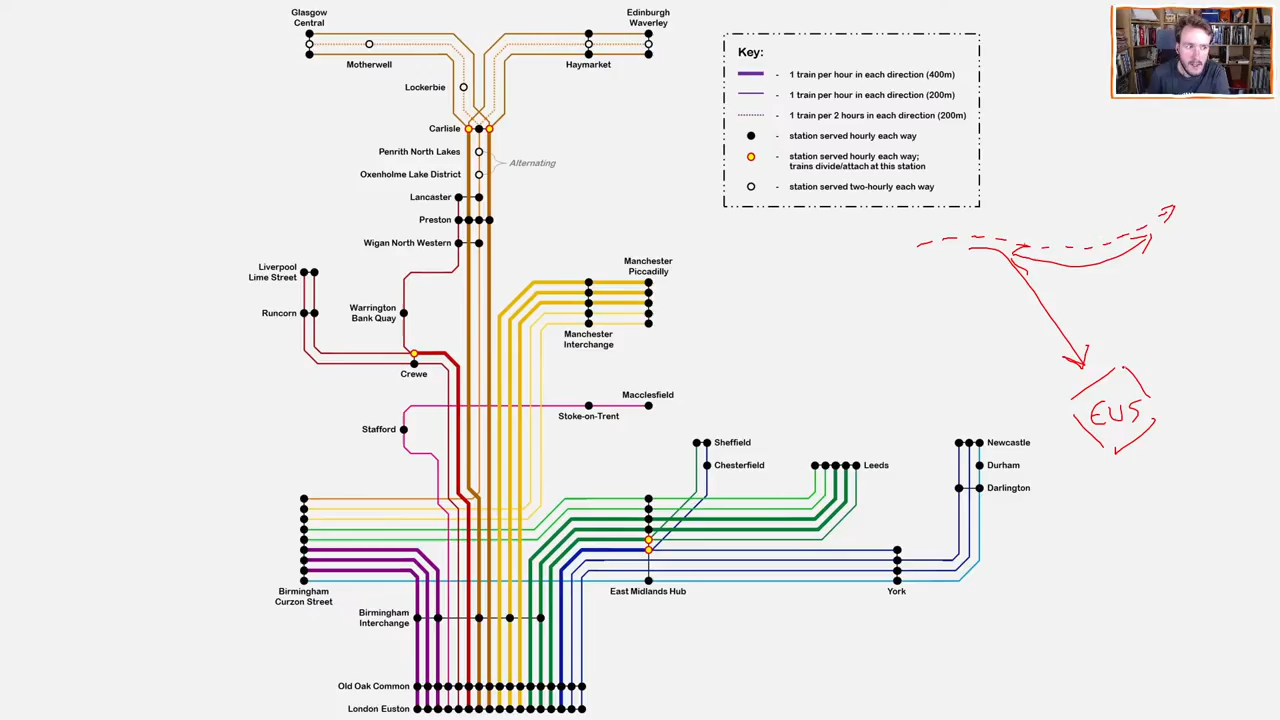 Glasgow
Central
Edinburgh
Waverley
Motherwell
Haymarket
Lockerbie
Carlisle
Penrith North Lakes
Alternating
Oxenholme Lake District
Lancaster
Preston
Wigan North Western
Liverpool
Lime Street
Manchester
Piccadilly
Runcorn
Warrington
Bank Quay
Manchester
Interchange
Crewe
Macclesfield
Stoke-on-Trent
Stafford
Sheffield
Chesterfield
Leeds
Newcastle
Durham
Darlington
Birmingham
Curzon Street
East Midlands Hub
York
Birmingham
Interchange
Old Oak Common
London Euston
Key:
- 1 train per hour in each direction (400m)
- 1 train per hour in each direction (200m)
- 1 train per 2 hours in each direction (200m)
- station served hourly each way
- station served hourly each way;
trains divide/attach at this station
- station served two-hourly each way
EUS